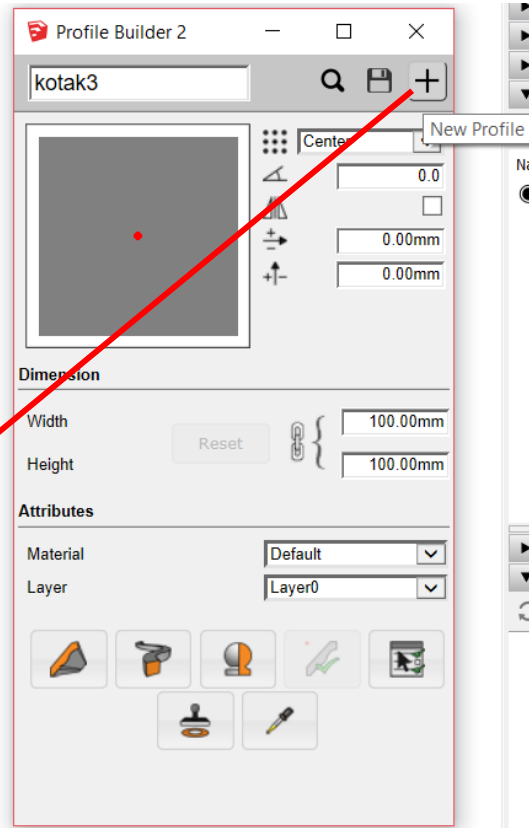 Profile Builder 2
kotak3
New Profile
Center
0.0
Na
0.00mm
0.00mm
Dimension
Width
100.00mm
Reset
Height
100.00mm
Attributes
Material
Default
Layer
Layer0